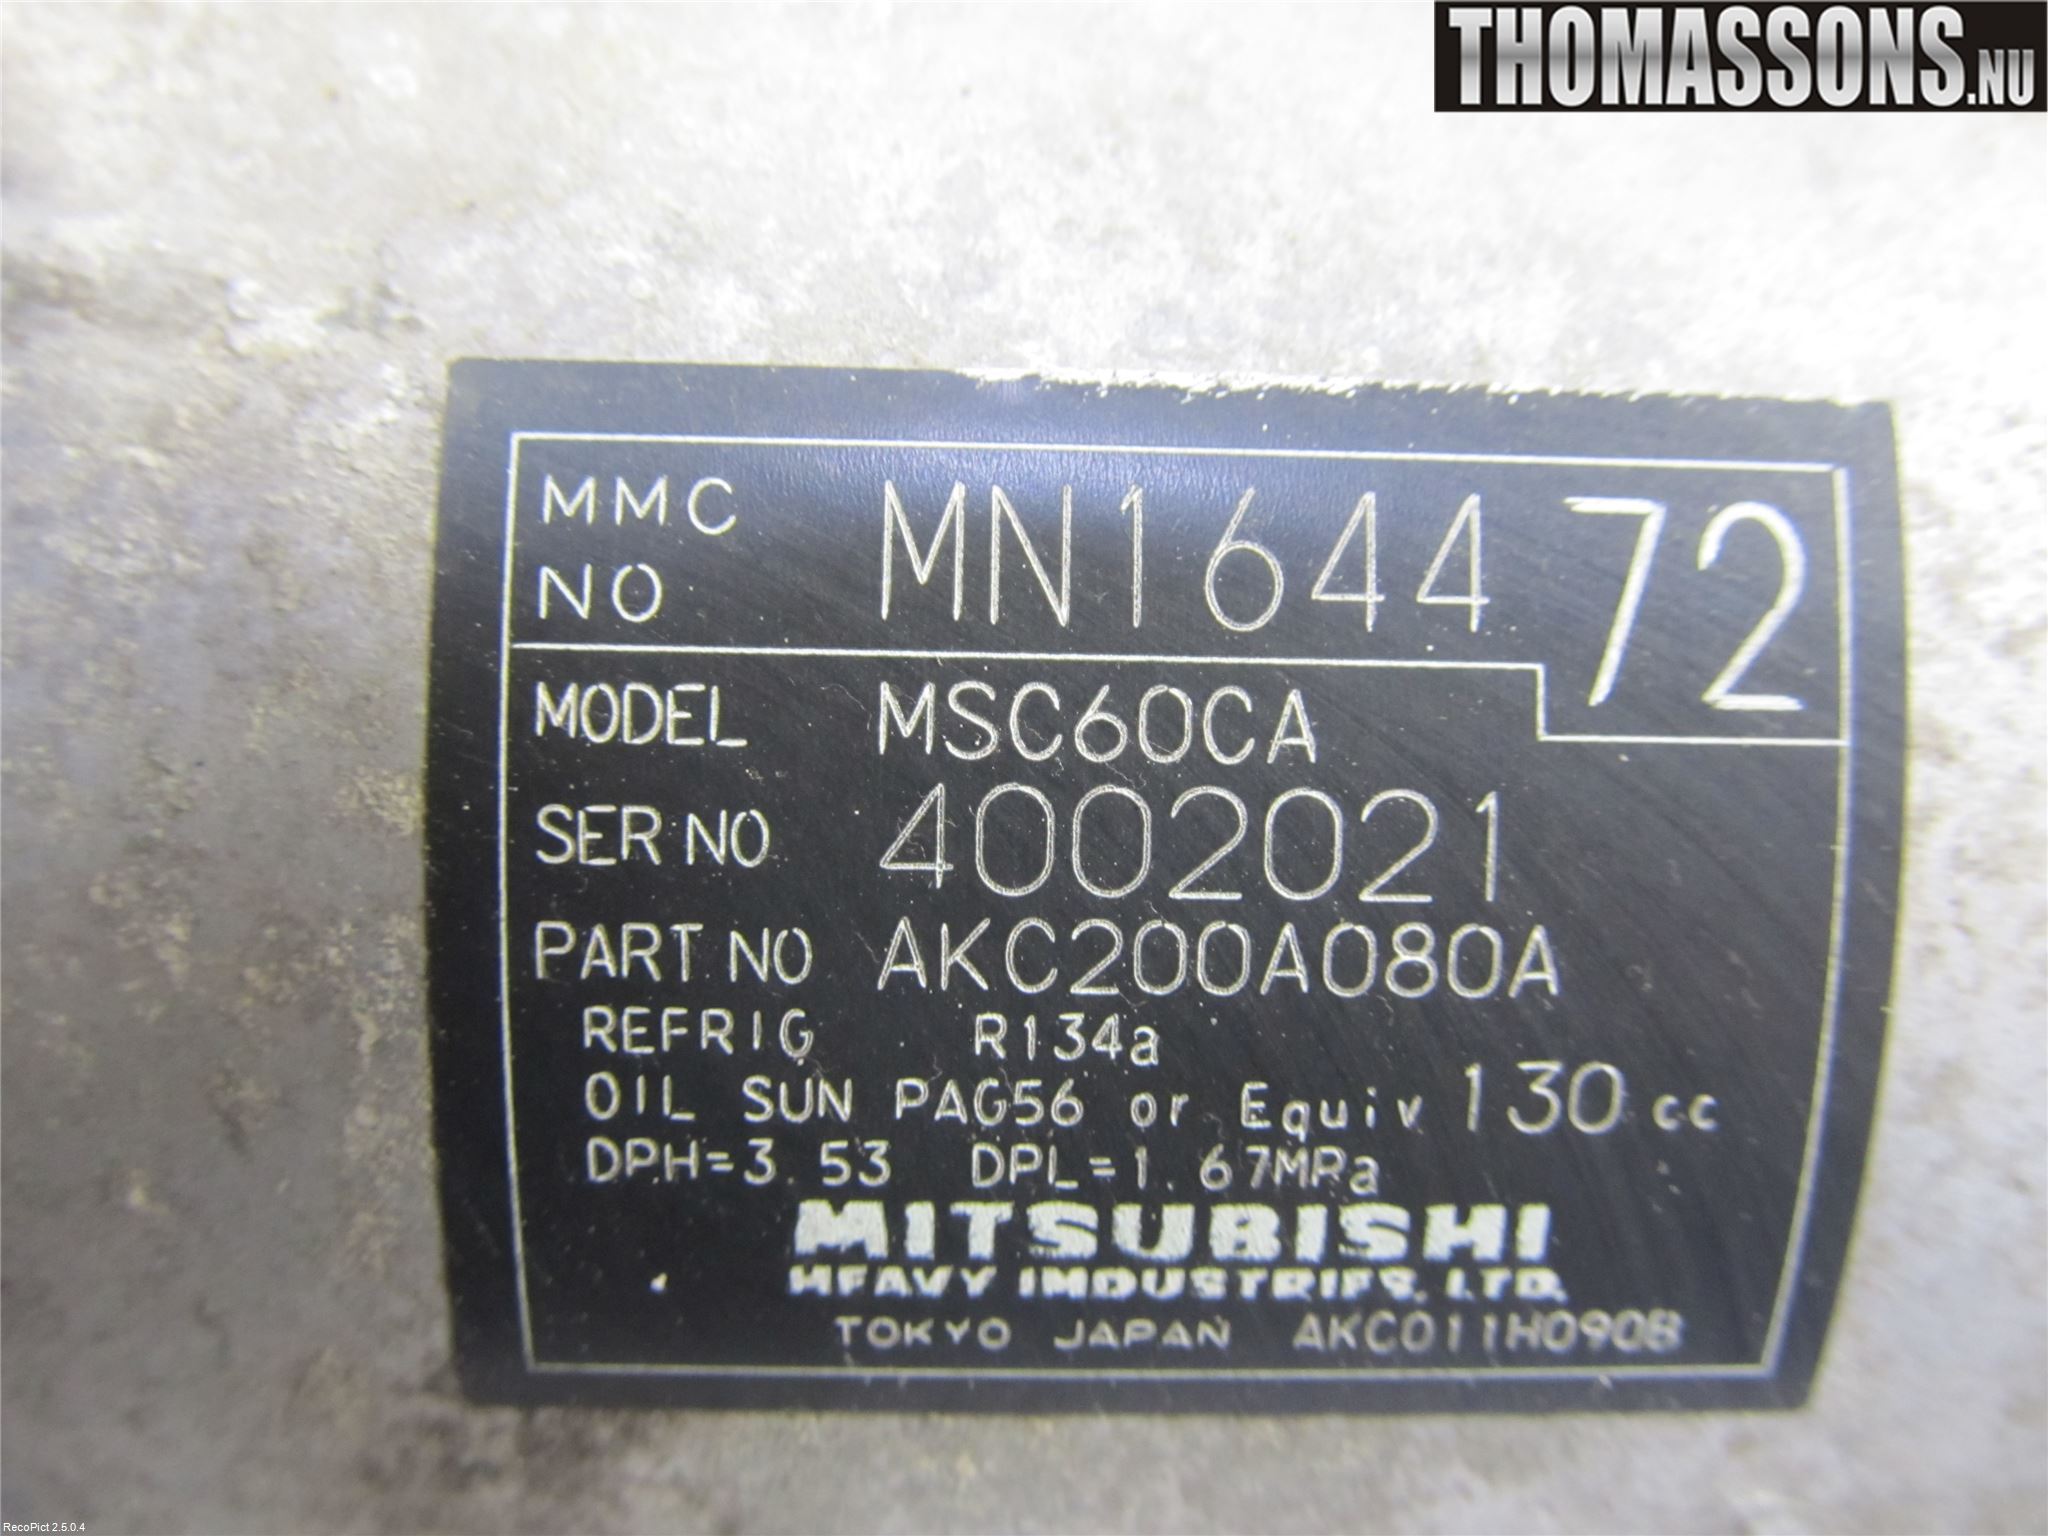 THOMASSONS.NU
MMC NO MN164472
MODEL MSC60CA
SER NO 4002021
PART NO AKC200A080A
REFRIG R134a
OIL SUN PAG56 or Equiv 130 cc
DPH=3.53 DPL=1.67MPa
MITSUBISHI
HEAVY INDUSTRIES, LTD.
TOKYO JAPAN AKC011H090B
RecoPict 2.5.0.4